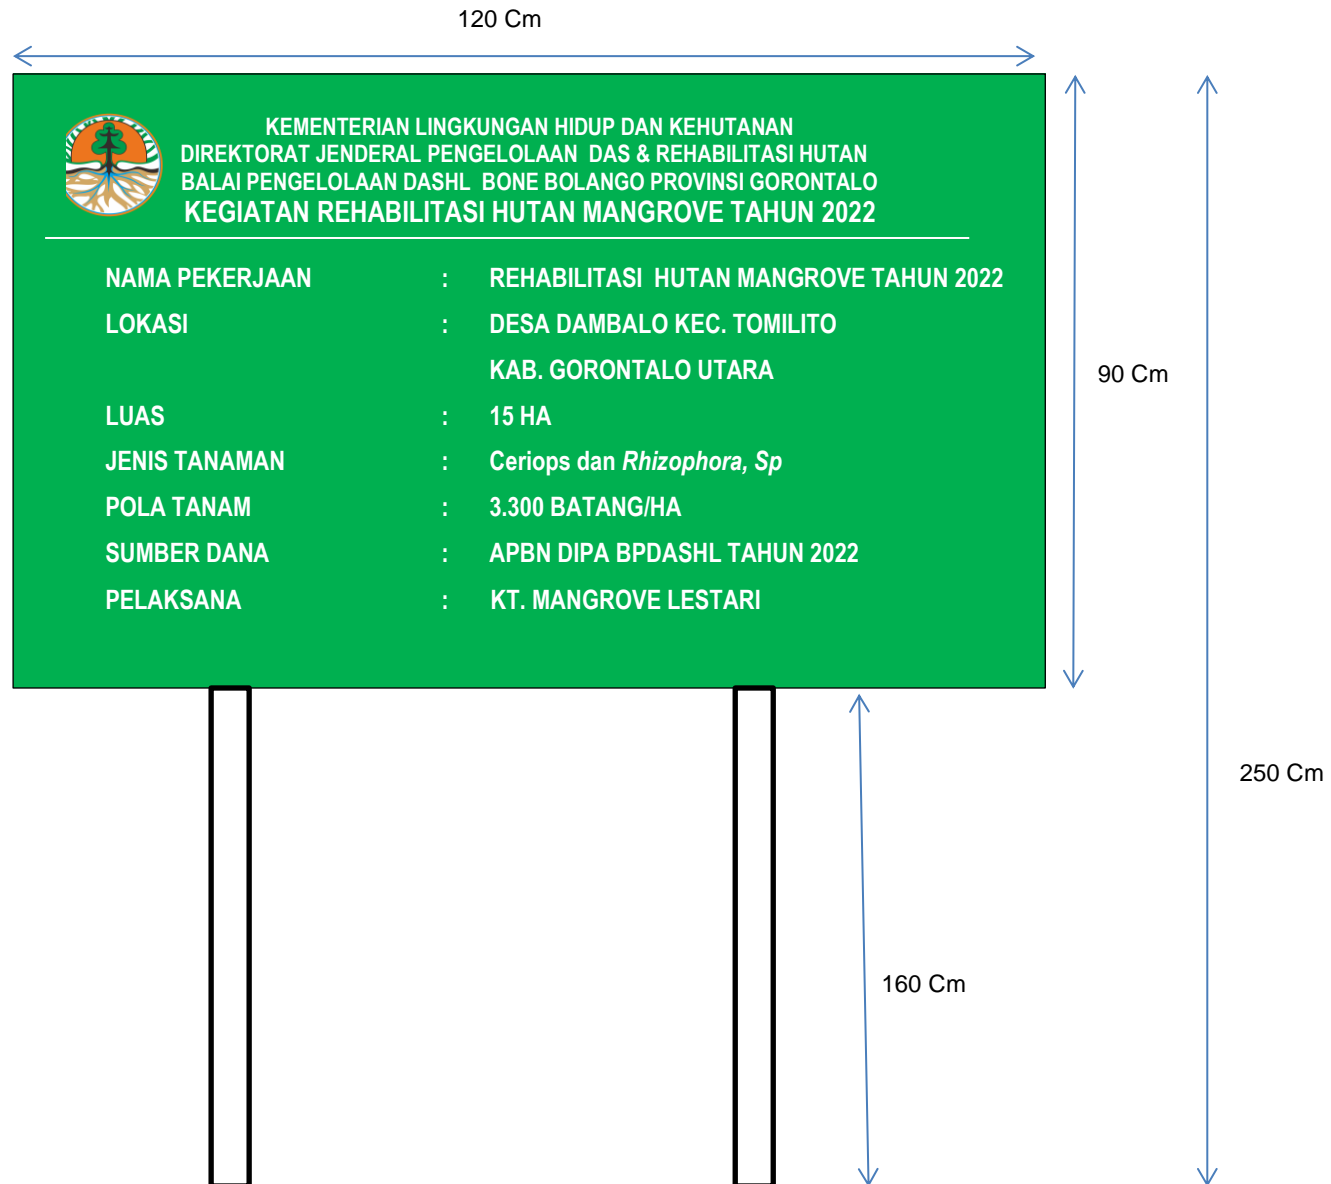 120 Cm
KEMENTERIAN LINGKUNGAN HIDUP DAN KEHUTANAN
DIREKTORAT JENDERAL PENGELOLAAN DAS & REHABILITASI HUTAN
BALAI PENGELOLAAN DASHL BONE BOLANGO PROVINSI GORONTALO
KEGIATAN REHABILITASI HUTAN MANGROVE TAHUN 2022
NAMA PEKERJAAN : REHABILITASI HUTAN MANGROVE TAHUN 2022
LOKASI : DESA DAMBALO KEC. TOMILITO
KAB. GORONTALO UTARA
90 Cm
LUAS : 15 HA
JENIS TANAMAN : Ceriops dan Rhizophora, Sp
POLA TANAM : 3.300 BATANG/HA
SUMBER DANA : APBN DIPA BPDASHL TAHUN 2022
PELAKSANA : KT. MANGROVE LESTARI
250 Cm
160 Cm